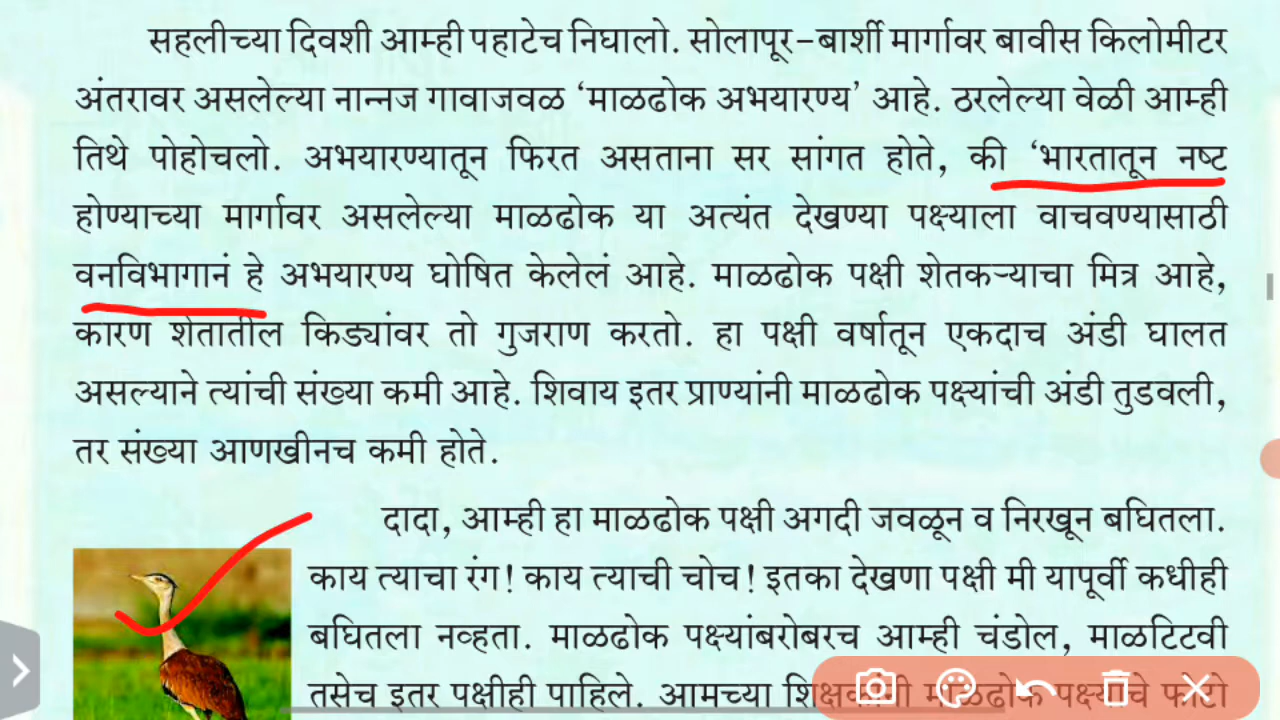 सहलीच्या दिवशी आम्ही पहाटेच निघालो. सोलापूर-बार्शी मार्गावर बावीस किलोमीटर
अंतरावर असलेल्या नान्नज गावाजवळ ‘माळढोक अभयारण्य’ आहे. ठरलेल्या वेळी आम्ही
तिथे पोहोचलो. अभयारण्यातून फिरत असताना सर सांगत होते, की ‘भारतातून नष्ट
होण्याच्या मार्गावर असलेल्या माळढोक या अत्यंत देखण्या पक्ष्याला वाचवण्यासाठी
वनविभागानं हे अभयारण्य घोषित केलेलं आहे. माळढोक पक्षी शेतकऱ्याचा मित्र आहे,
कारण शेतातील किड्यांवर तो गुजराण करतो. हा पक्षी वर्षातून एकदाच अंडी घालत
असल्याने त्यांची संख्या कमी आहे. शिवाय इतर प्राण्यांनी माळढोक पक्ष्यांची अंडी तुडवली,
तर संख्या आणखीनच कमी होते.
दादा, आम्ही हा माळढोक पक्षी अगदी जवळून व निरखून बघितला.
काय त्याचा रंग! काय त्याची चोच! इतका देखणा पक्षी मी यापूर्वी कधीही
बघितला नव्हता. माळढोक पक्ष्यांबरोबरच आम्ही चंडोल, माळटिटवी
तसेच इतर पक्षीही पाहिले. आमच्या शिक्षकांनी माळढोक पक्ष्यांचे फोटो